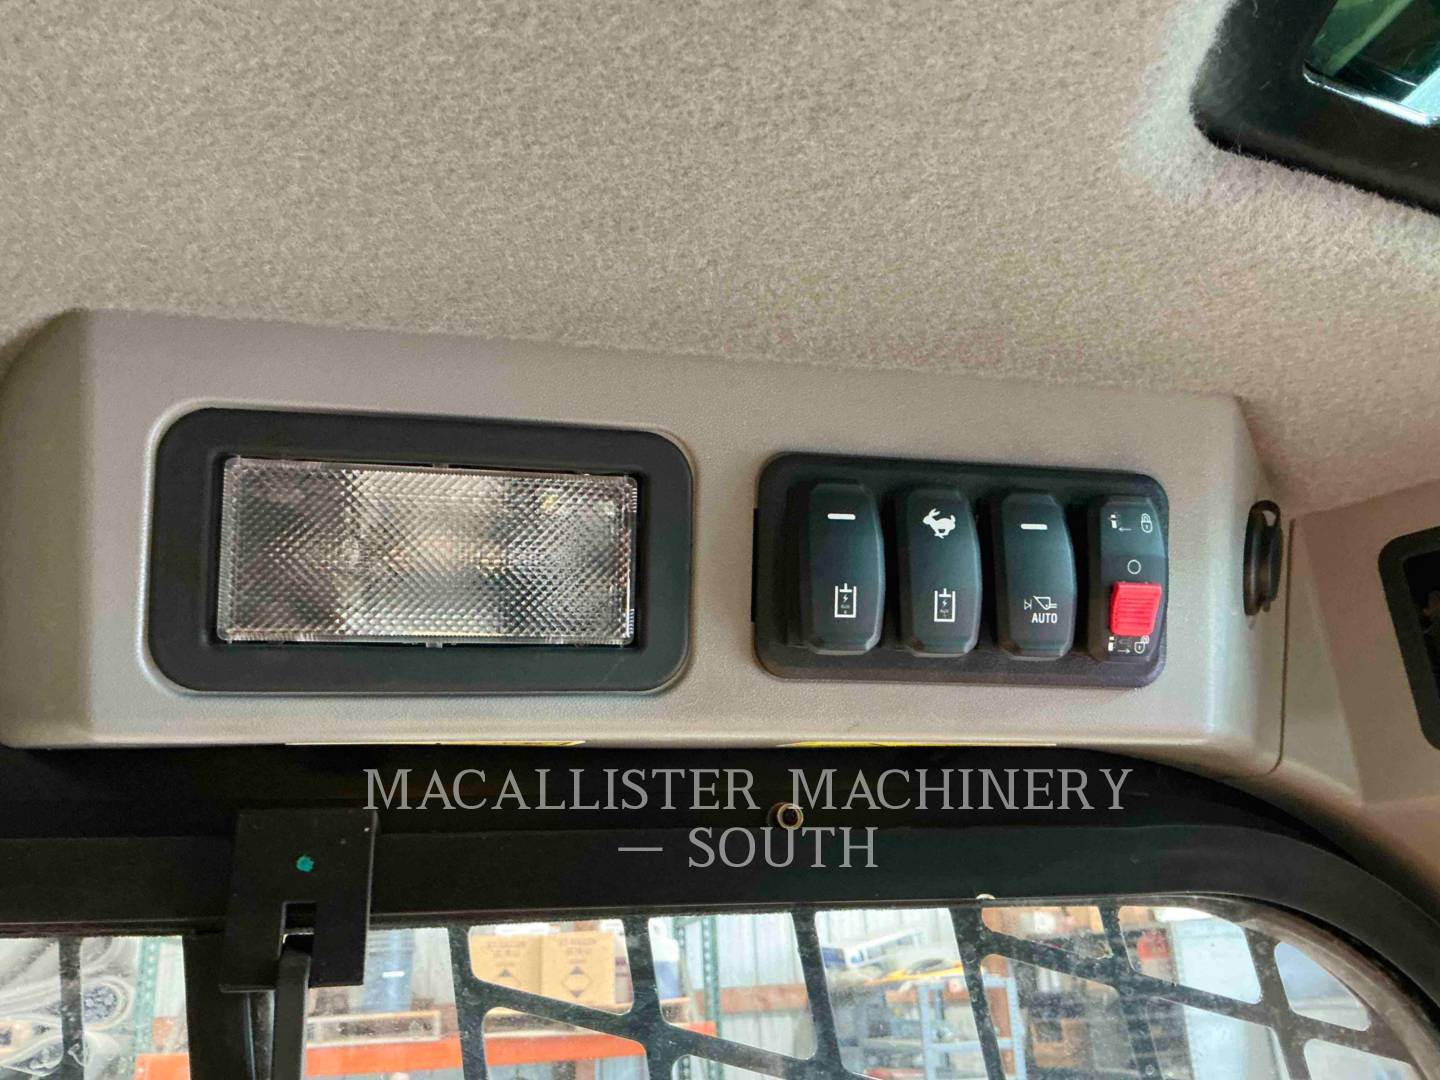 AUTO
MACALLISTER MACHINERY
— SOUTH